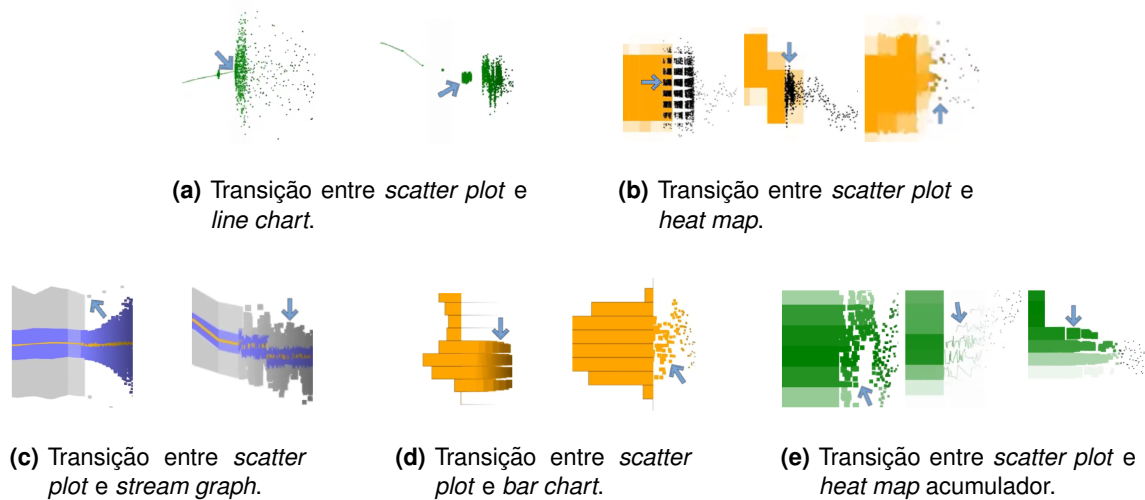 (a) Transição entre scatter plot e
line chart.
(b) Transição entre scatter plot e
heat map.
(c) Transição entre scatter
plot e stream graph.
(d) Transição entre scatter
plot e bar chart.
(e) Transição entre scatter plot e
heat map acumulador.